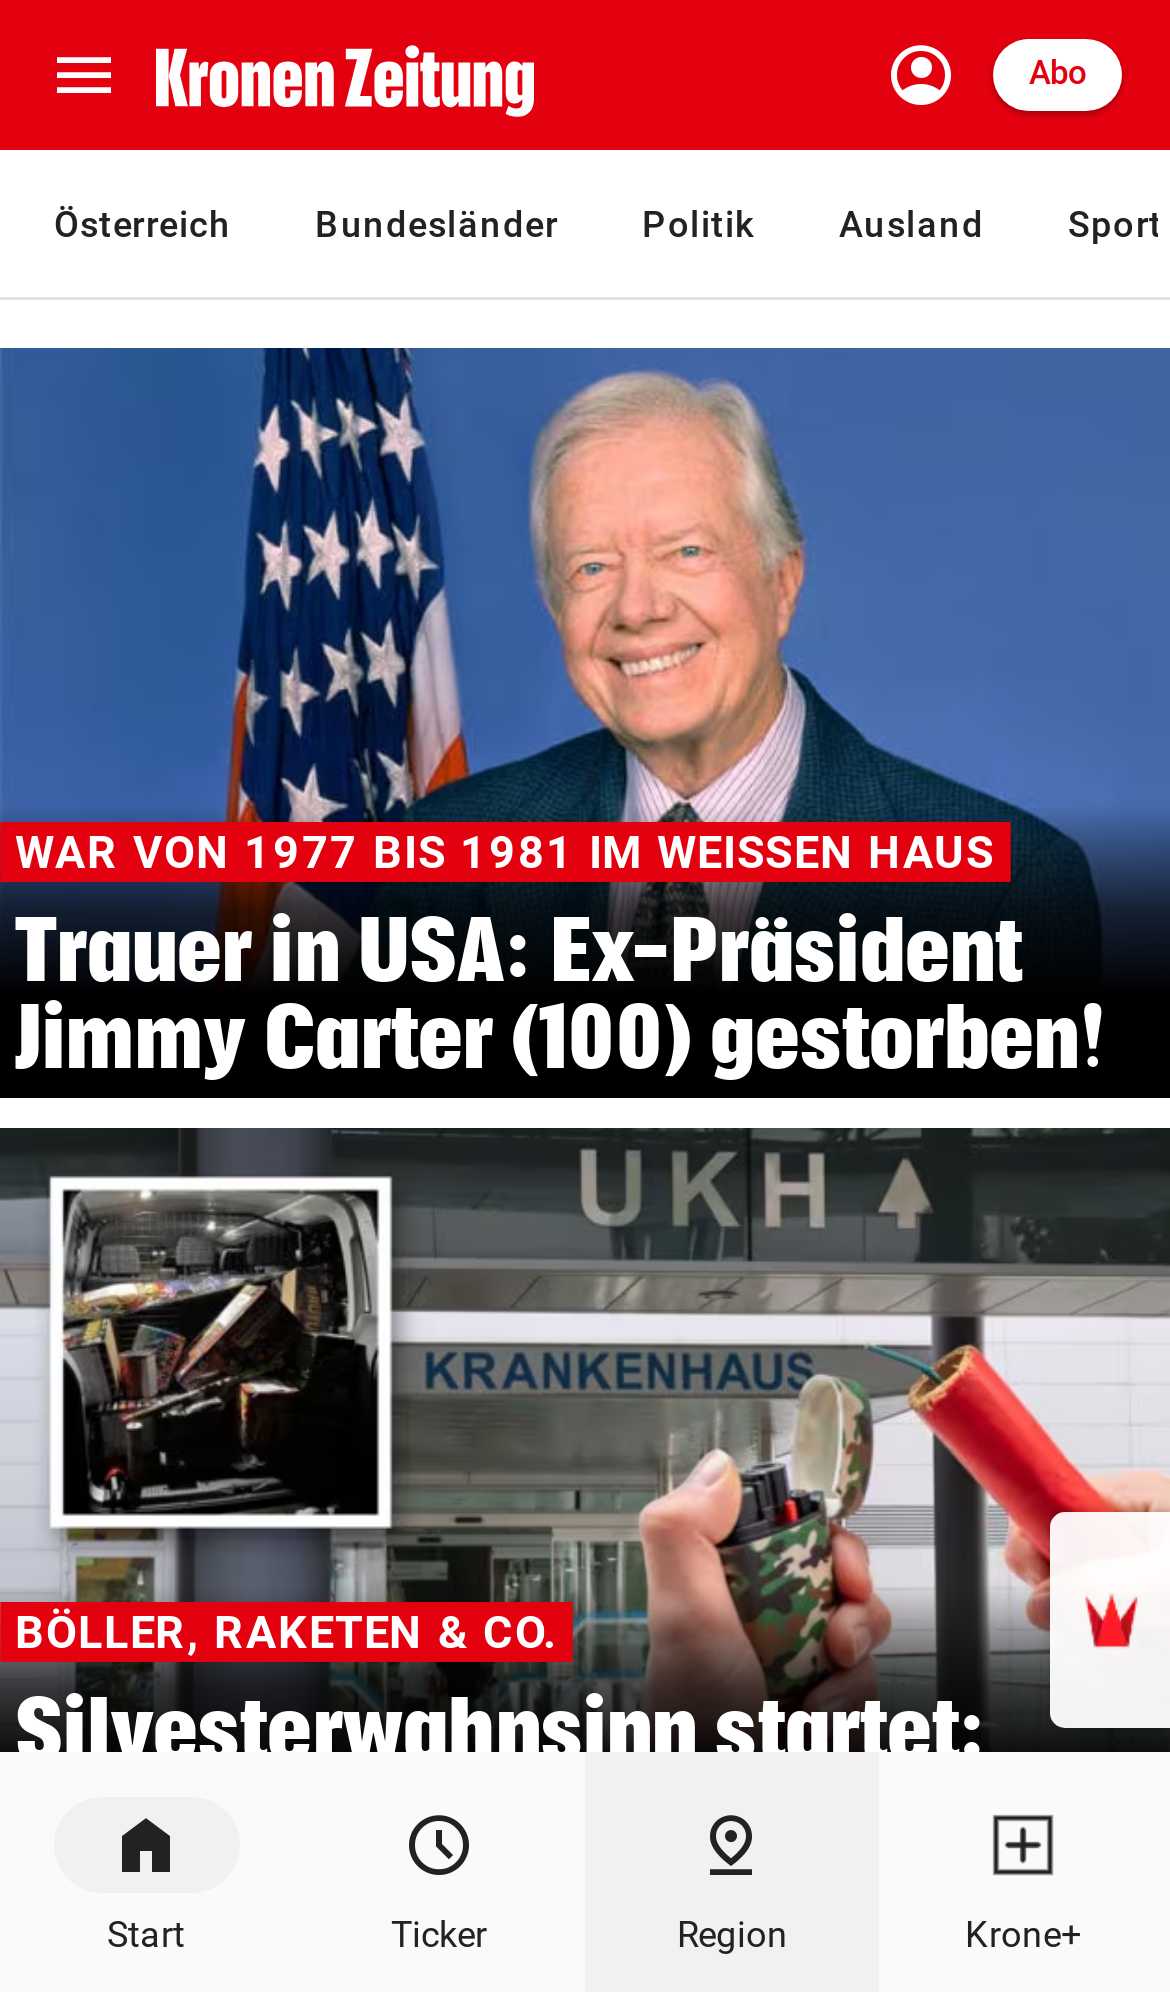 Kronen Zeitung
Abo
Österreich Bundesländer Politik Ausland Sport
WAR VON 1977 BIS 1981 IM WEISSEN HAUS
Trauer in USA: Ex-Präsident
Jimmy Carter (100) gestorben!
UKH
KRANKENHAUS
BÖLLER, RAKETEN & CO.
Silvesterwahnsinn startet:
Start Ticker Region Krone+